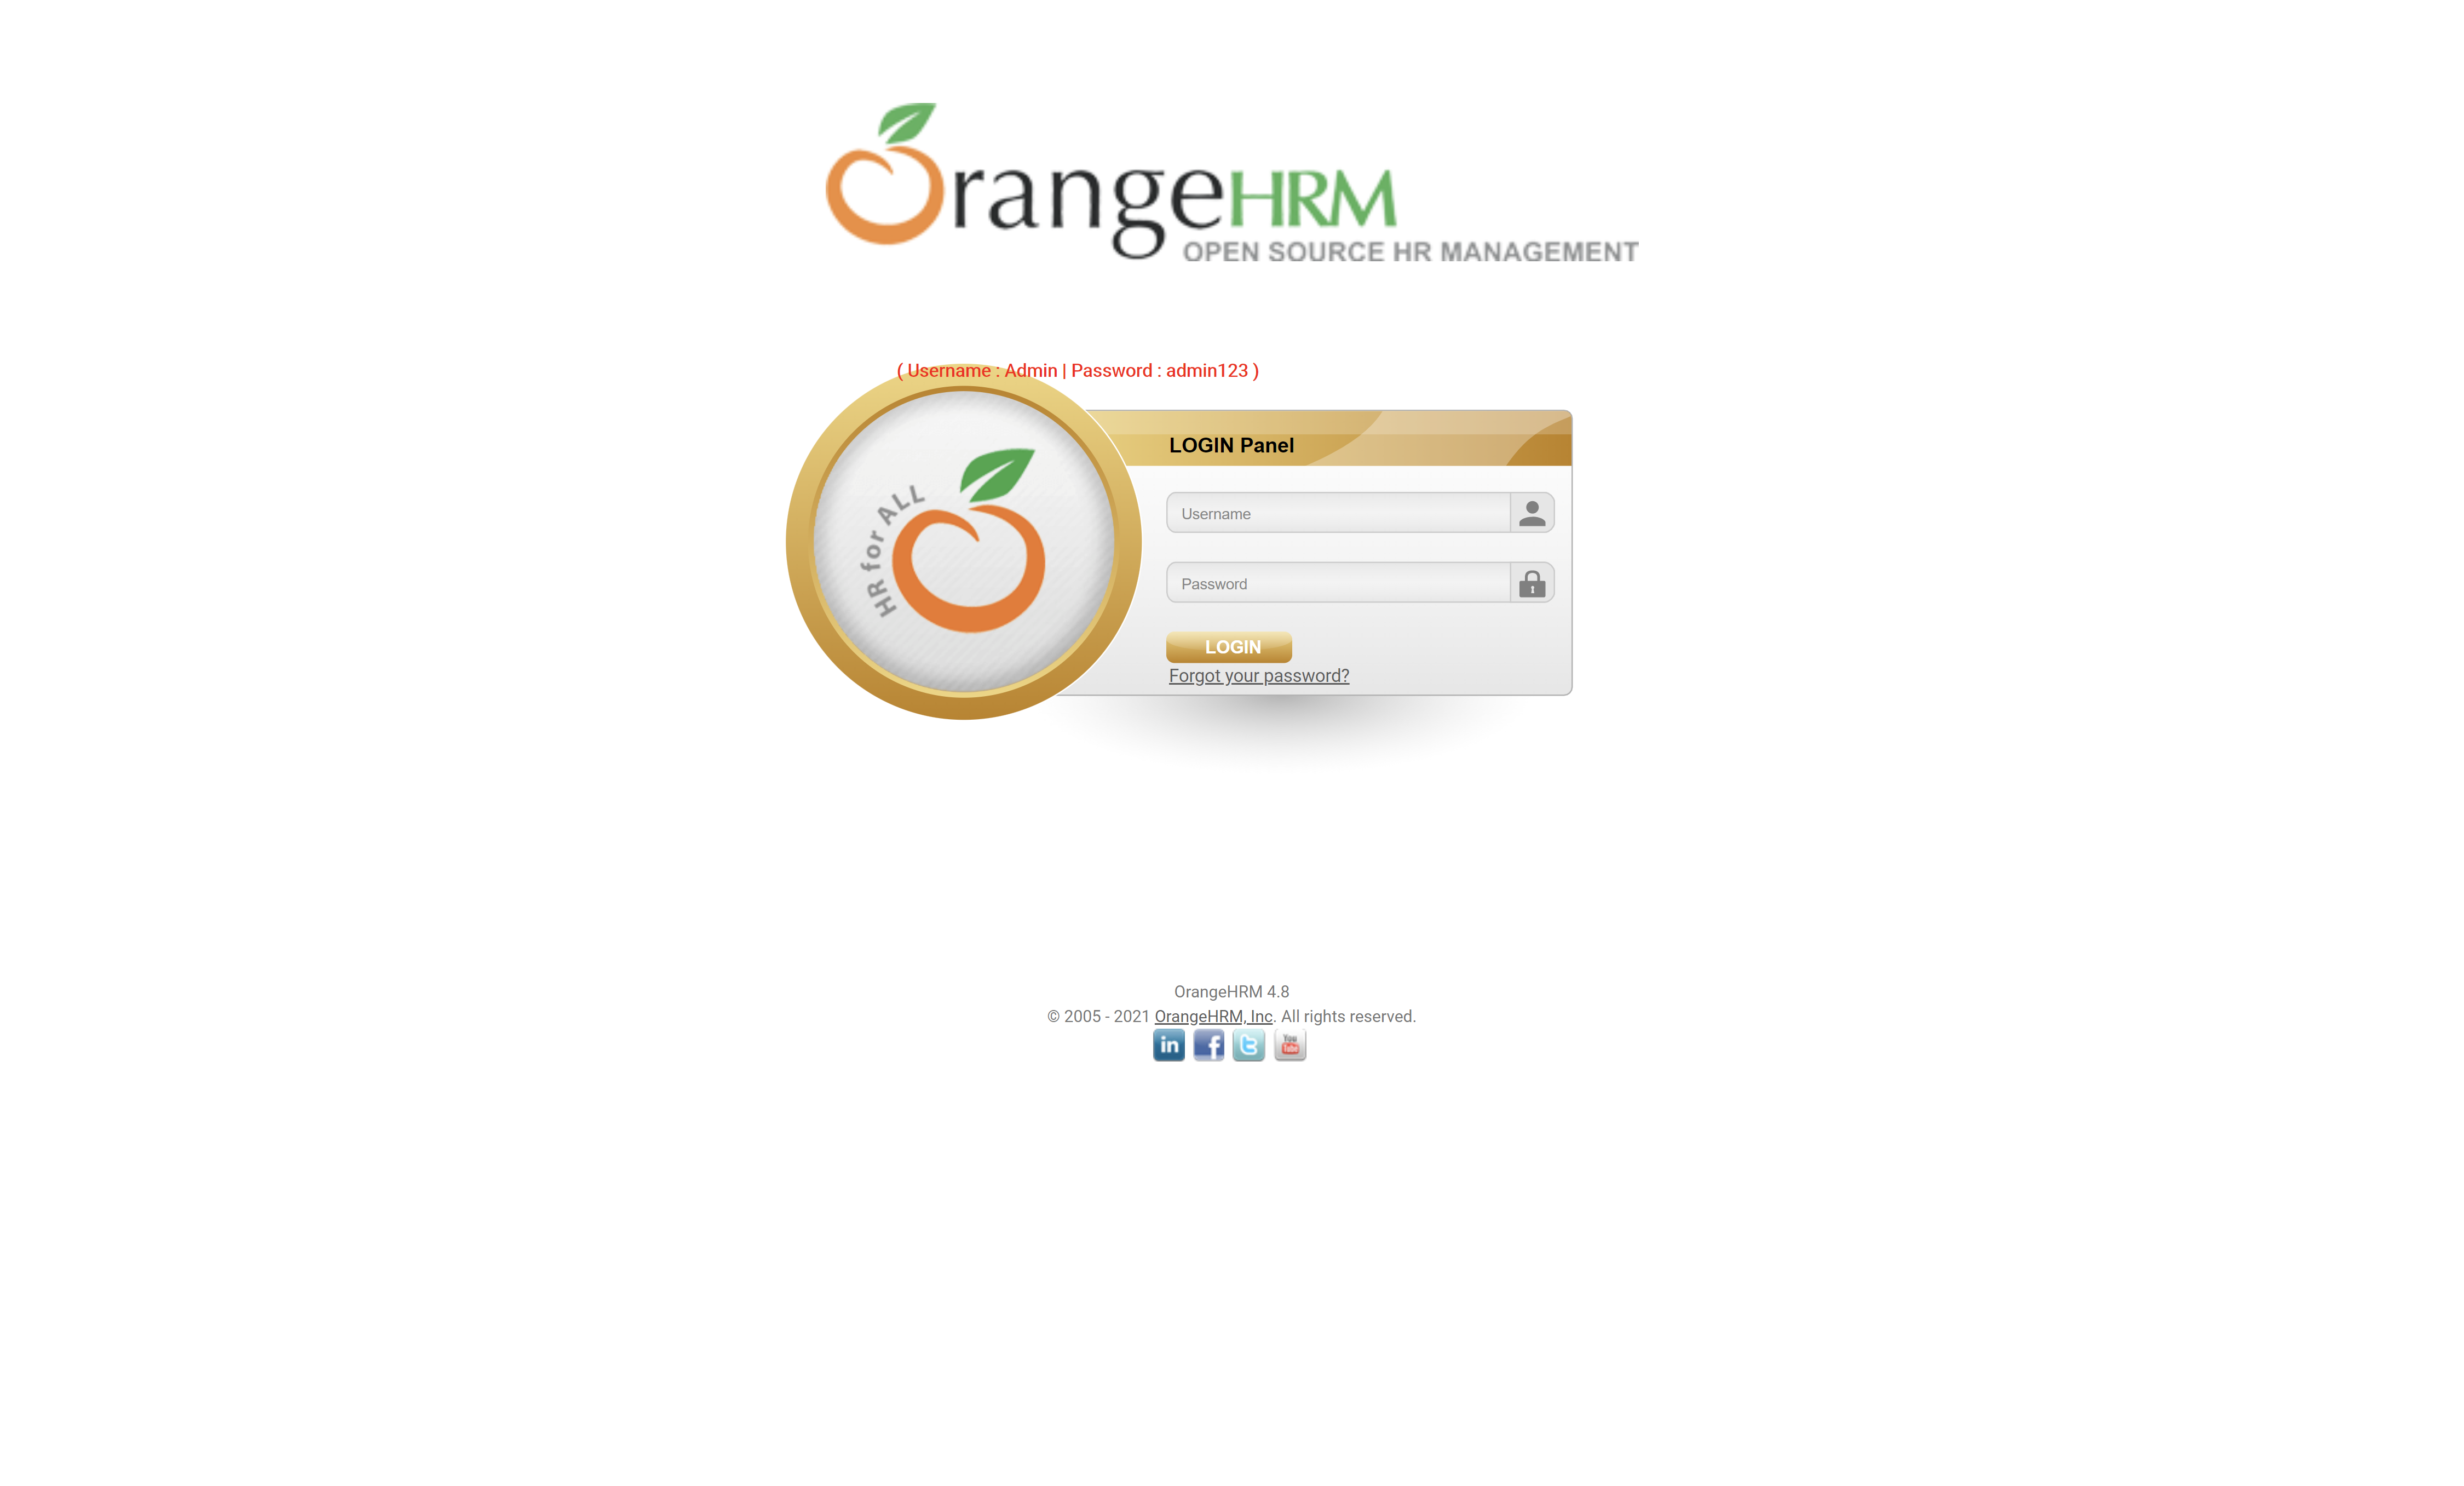 OrangeHRM
OPEN SOURCE HR MANAGEMENT
( Username : Admin | Password : admin123 )
HR for ALL
LOGIN Panel
Username
Password
LOGIN
Forgot your password?
OrangeHRM 4.8
© 2005 - 2021 OrangeHRM, Inc. All rights reserved.
in f t You Tube